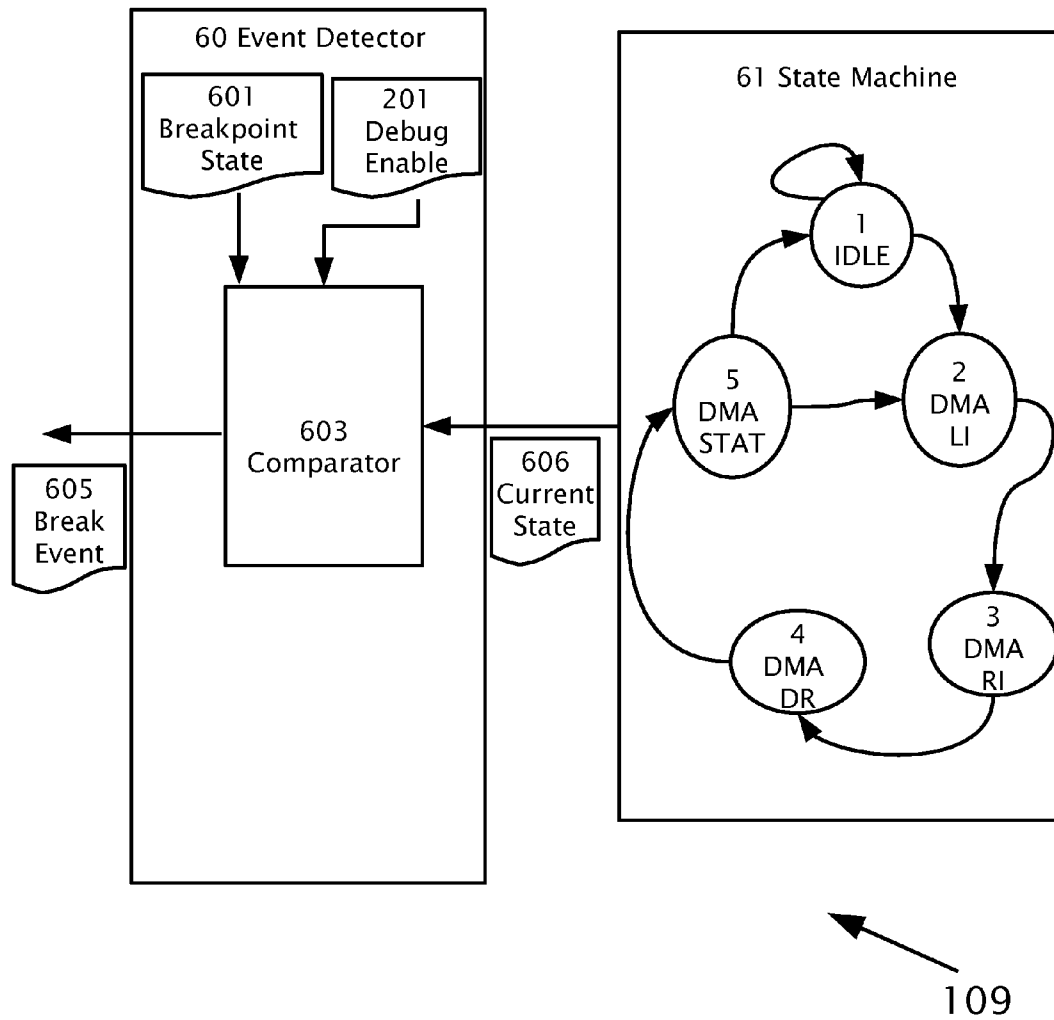 60 Event Detector
601
Breakpoint
State
201
Debug
Enable
603
Comparator
605
Break
Event
606
Current
State
61 State Machine
1
IDLE
2
DMA
LI
3
DMA
RI
4
DMA
DR
5
DMA
STAT
109